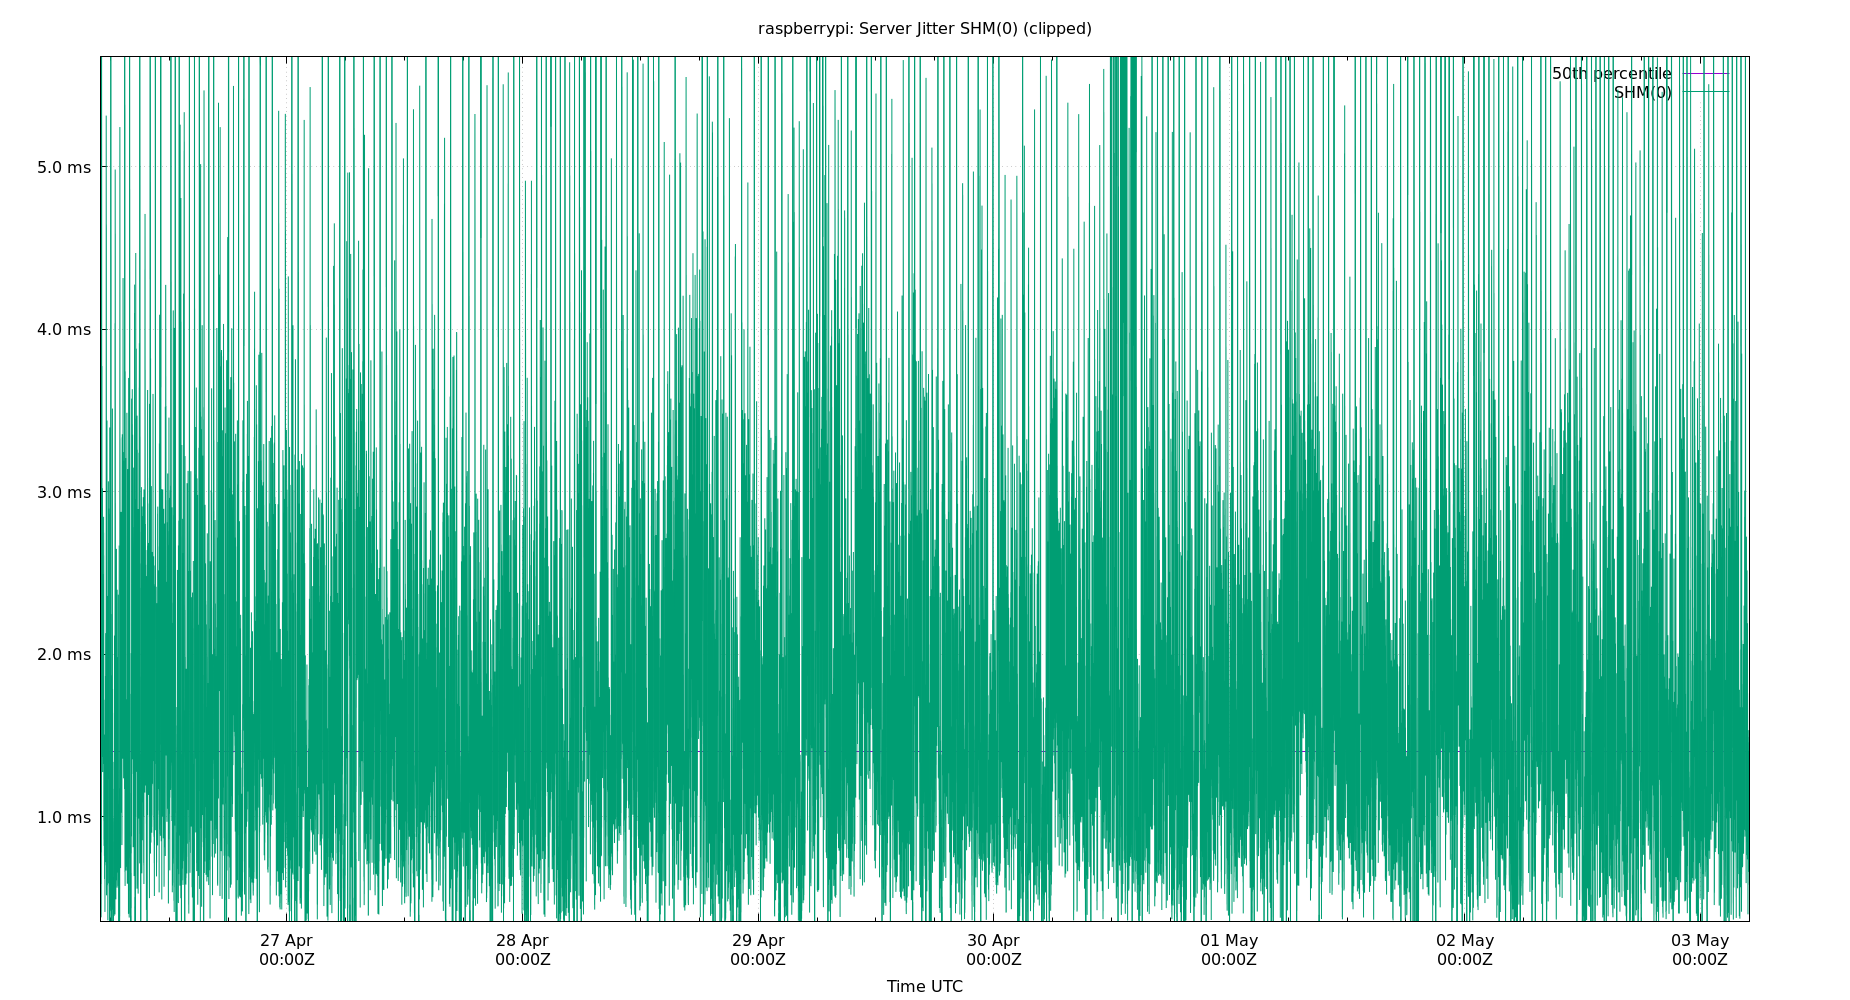 raspberrypi: Server Jitter SHM(0) (clipped)
50th percentile
SHM(0)
5.0 ms
4.0 ms
3.0 ms
2.0 ms
1.0 ms
27 Apr 28 Apr 29 Apr 30 Apr 01 May 02 May 03 May
00:00Z 00:00Z 00:00Z 00:00Z 00:00Z 00:00Z 00:00Z
Time UTC